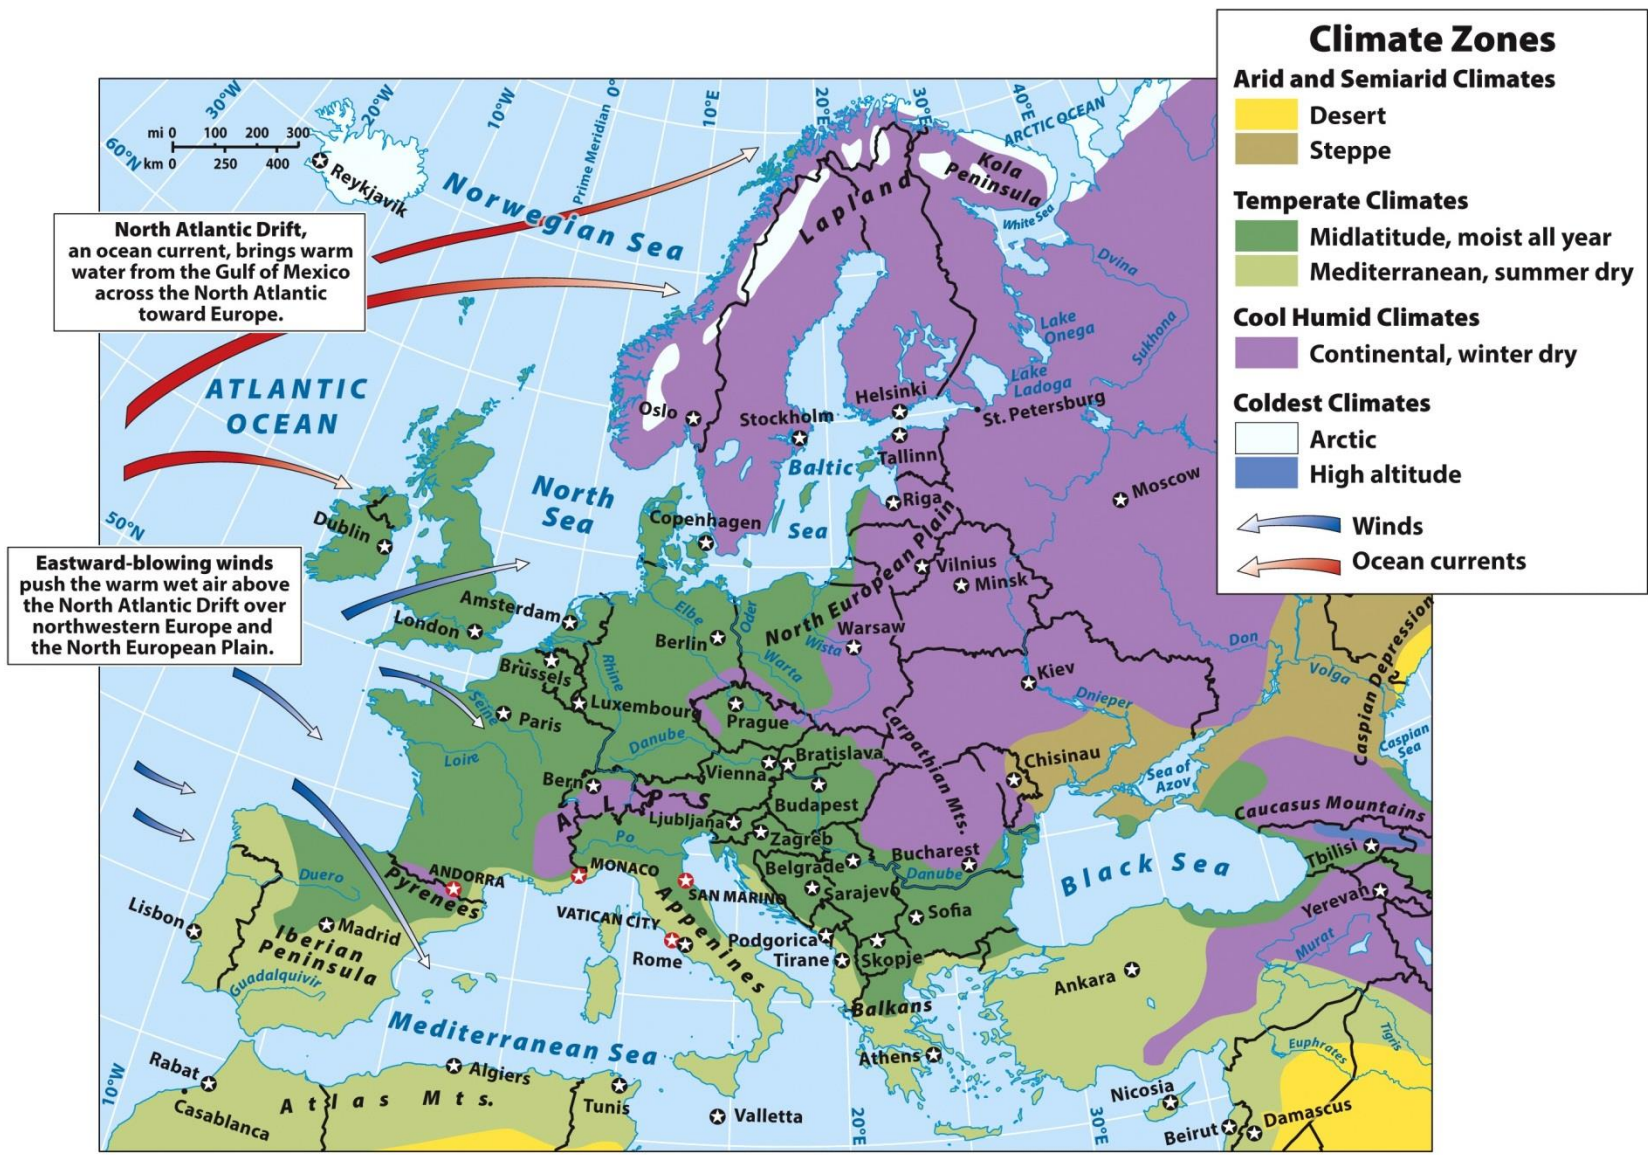 Climate Zones
Arid and Semiarid Climates
Desert
Steppe
Temperate Climates
Midlatitude, moist all year
Mediterranean, summer dry
Cool Humid Climates
Continental, winter dry
Coldest Climates
Arctic
High altitude
Winds
Ocean currents
30°W
20°W
10°W
Prime Meridian 0°
10°E
20°E
30°E
40°E
ARCTIC OCEAN
60°N
mi 0 100 200 300
km 0 250 400
Reykjavik
Norwegian Sea
Lapland
Kola
Peninsula
White Sea
Dvina
North Atlantic Drift,
an ocean current, brings warm
water from the Gulf of Mexico
across the North Atlantic
toward Europe.
Lake
Onega
Sukhona
Lake
Ladoga
ATLANTIC
OCEAN
Oslo
Stockholm
Helsinki
St. Petersburg
Tallinn
Baltic
Sea
Riga
Moscow
North
Sea
50°N
Dublin
Copenhagen
Vilnius
Minsk
North European Plain
Eastward-blowing winds
push the warm wet air above
the North Atlantic Drift over
northwestern Europe and
the North European Plain.
Amsterdam
London
Elbe
Oder
Berlin
Warsaw
Wista
Warta
Don
Volga
Caspian Depression
Brüssels
Rhine
Kiev
Dnieper
Luxembourg
Seine
Paris
Prague
Carpathian Mts.
Caspian
Sea
Loire
Danube
Bratislava
Vienna
Chisinau
Sea of
Azov
Bern
ALPS
Budapest
Ljubljana
Zagreb
Caucasus Mountains
Po
Belgrade
Bucharest
Danube
Black Sea
Tbilisi
Duero
ANDORRA
Pyrenees
MONACO
SAN MARINO
Sarajevo
Sofia
Yerevan
Lisbon
Madrid
Iberian
Peninsula
Guadalquivir
VATICAN CITY
Rome
Appenines
Podgorica
Tirane
Skopje
Murat
Ankara
Balkans
Mediterranean Sea
Athens
Euphrates
Tigris
10°W
Rabat
Casablanca
Algiers
Atlas Mts.
Tunis
Valletta
20°E
30°E
Nicosia
Beirut
Damascus